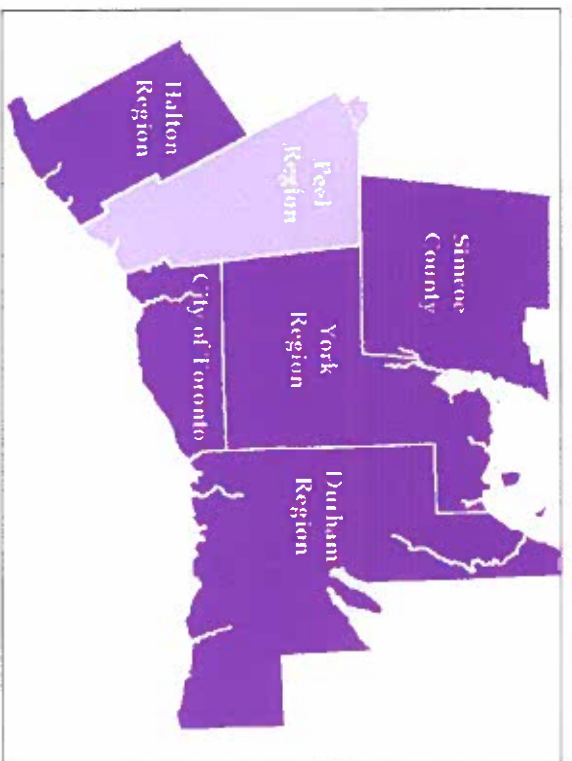 Simcoe
County
Peel
Region
York
Region
Durham
Region
Halton
Region
City of Toronto